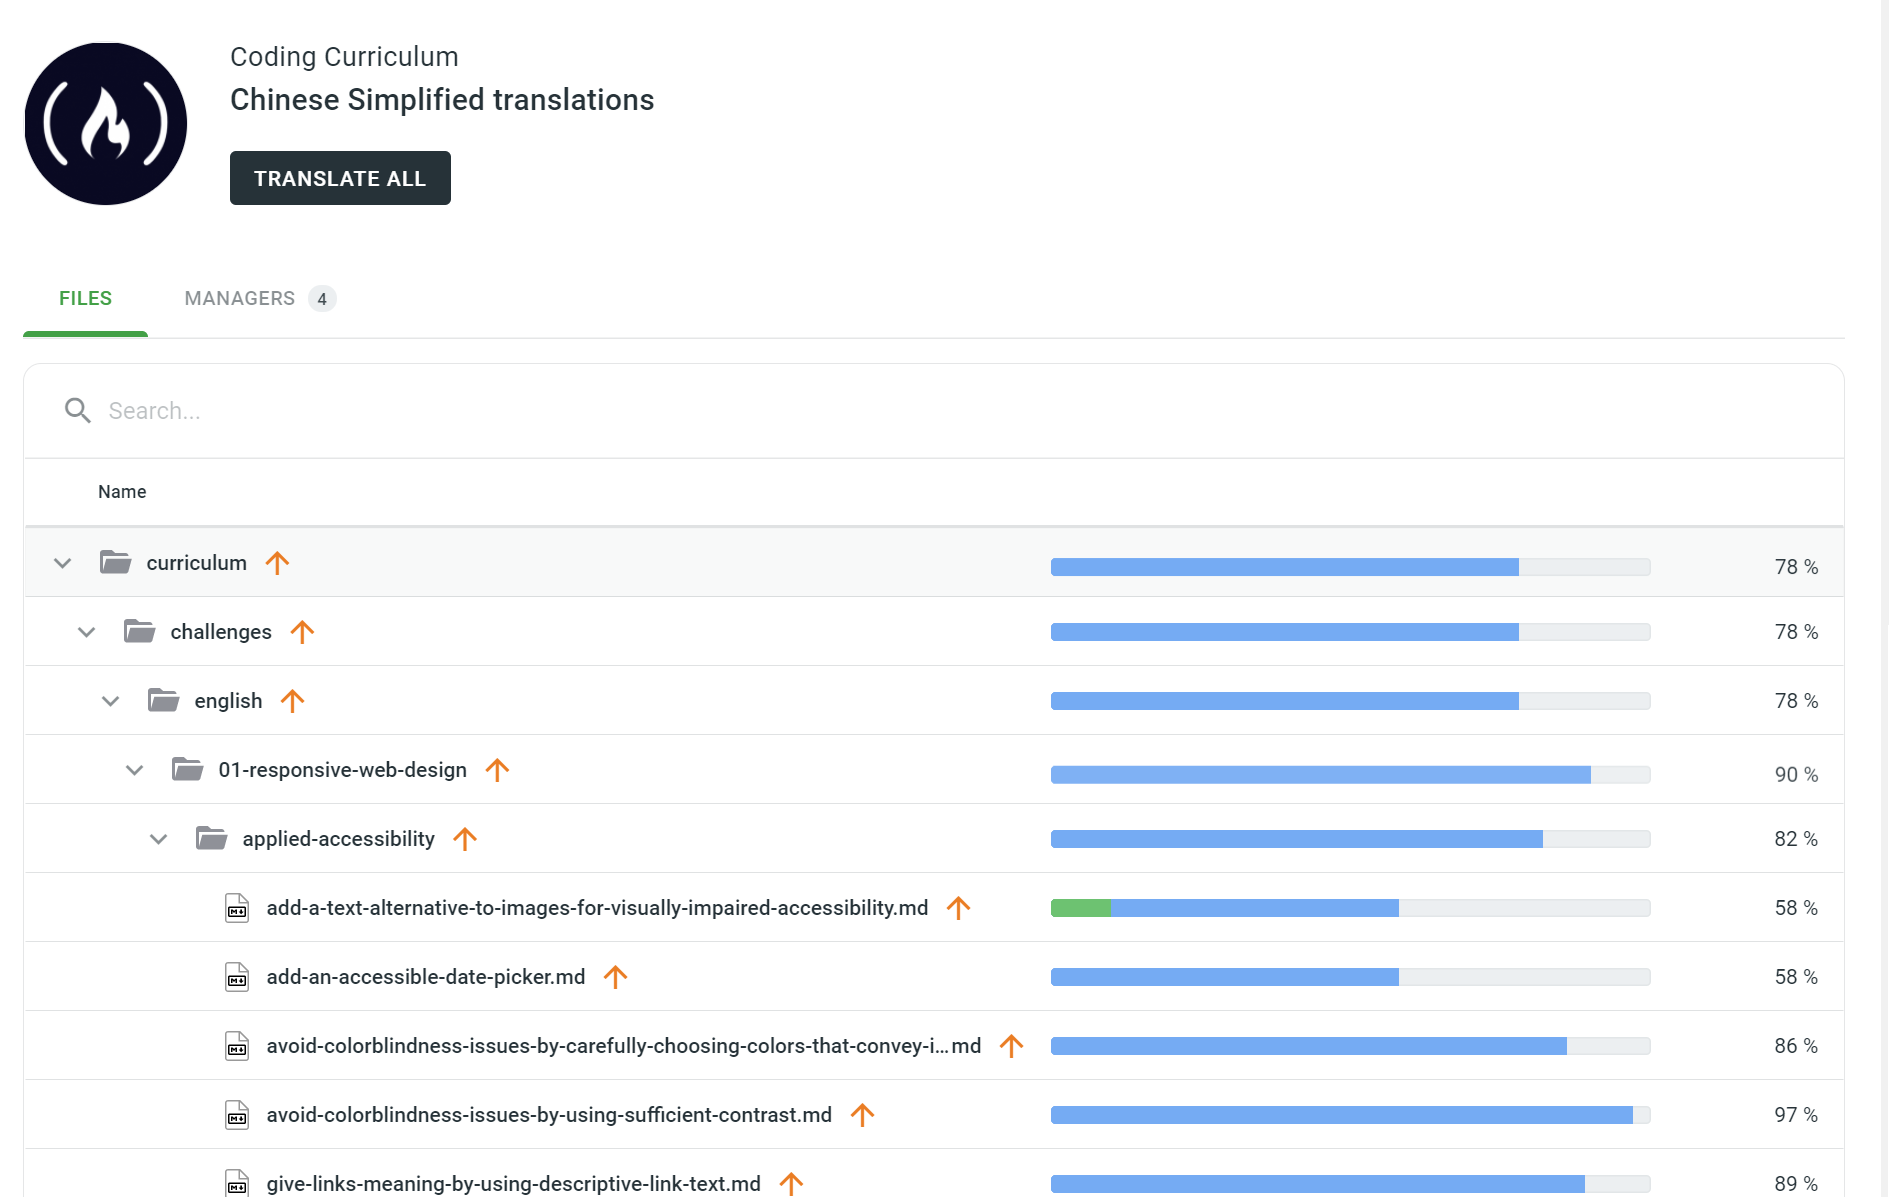 Coding Curriculum
Chinese Simplified translations
TRANSLATE ALL
FILES MANAGERS 4
Search...
Name
curriculum 78 %
challenges 78 %
english 78 %
01-responsive-web-design 90 %
applied-accessibility 82 %
add-a-text-alternative-to-images-for-visually-impaired-accessibility.md 58 %
add-an-accessible-date-picker.md 58 %
avoid-colorblindness-issues-by-carefully-choosing-colors-that-convey-i...md 86 %
avoid-colorblindness-issues-by-using-sufficient-contrast.md 97 %
give-links-meaning-by-using-descriptive-link-text.md 89 %